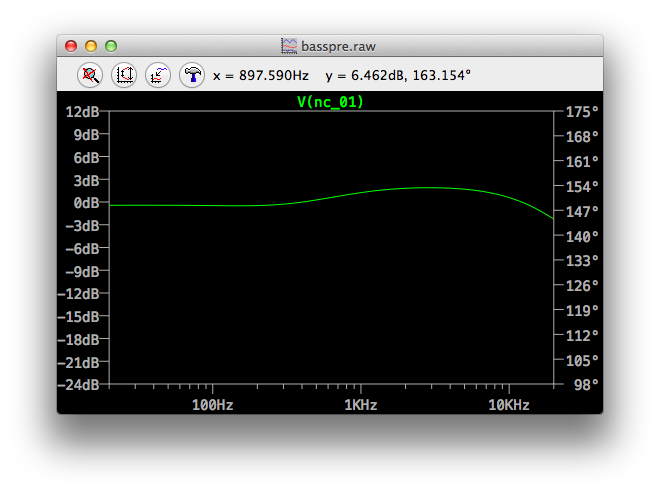 basspre.raw
x = 897.590Hz    y = 6.462dB, 163.154°
V(nc_01)
12dB 175°
9dB 168°
6dB 161°
3dB 154°
0dB 147°
−3dB 140°
−6dB 133°
−9dB 126°
−12dB 119°
−15dB 112°
−18dB 105°
−21dB 98°
−24dB
100Hz 1KHz 10KHz